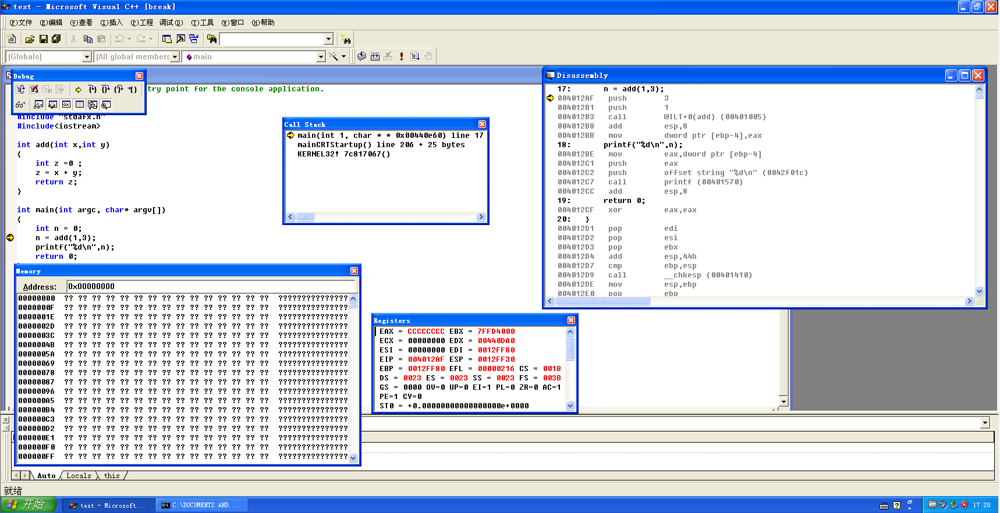 test - Microsoft Visual C++ [break]
(F)文件 (E)编辑 (V)查看 (I)插入 (P)工程 调试(D) (T)工具 (W)窗口 (H)帮助
(Globals) (All global members main
Debug
try point for the console application.
#include "stdafx.h"
#include<iostream>
int add(int x,int y)
{
int z =0 ;
z = x + y;
return z;
}
int main(int argc, char* argv[])
{
int n = 0;
n = add(1,3);
printf("%d\n",n);
return 0;
Call Stack
main(int 1, char * * 0x00440e60) line 17
mainCRTStartup() line 206 + 25 bytes
KERNEL32! 7c817067()
Disassembly
17: n = add(1,3);
004012AF push 3
004012B1 push 1
004012B3 call @ILT+0(add) (00401005)
004012B8 add esp,8
004012BB mov dword ptr [ebp-4],eax
18: printf("%d\n",n);
004012BE mov eax,dword ptr [ebp-4]
004012C1 push eax
004012C2 push offset string "%d\n" (0042f01c)
004012C7 call printf (00401570)
004012CC add esp,8
19: return 0;
004012CF xor eax,eax
20: }
004012D1 pop edi
004012D2 pop esi
004012D3 pop ebx
004012D4 add esp,44h
004012D7 cmp ebp,esp
004012D9 call __chkesp (00401410)
004012DE mov esp,ebp
004012E0 pop ebp
Memory
Address: 0x00000000
00000000 ?? ?? ?? ?? ?? ?? ?? ?? ?? ?? ?? ?? ?? ?? ?? ???????????????
0000000F ?? ?? ?? ?? ?? ?? ?? ?? ?? ?? ?? ?? ?? ?? ?? ???????????????
0000001E ?? ?? ?? ?? ?? ?? ?? ?? ?? ?? ?? ?? ?? ?? ?? ???????????????
0000002D ?? ?? ?? ?? ?? ?? ?? ?? ?? ?? ?? ?? ?? ?? ?? ???????????????
0000003C ?? ?? ?? ?? ?? ?? ?? ?? ?? ?? ?? ?? ?? ?? ?? ???????????????
0000004B ?? ?? ?? ?? ?? ?? ?? ?? ?? ?? ?? ?? ?? ?? ?? ???????????????
0000005A ?? ?? ?? ?? ?? ?? ?? ?? ?? ?? ?? ?? ?? ?? ?? ???????????????
00000069 ?? ?? ?? ?? ?? ?? ?? ?? ?? ?? ?? ?? ?? ?? ?? ???????????????
00000078 ?? ?? ?? ?? ?? ?? ?? ?? ?? ?? ?? ?? ?? ?? ?? ???????????????
00000087 ?? ?? ?? ?? ?? ?? ?? ?? ?? ?? ?? ?? ?? ?? ?? ???????????????
00000096 ?? ?? ?? ?? ?? ?? ?? ?? ?? ?? ?? ?? ?? ?? ?? ???????????????
000000A5 ?? ?? ?? ?? ?? ?? ?? ?? ?? ?? ?? ?? ?? ?? ?? ???????????????
000000B4 ?? ?? ?? ?? ?? ?? ?? ?? ?? ?? ?? ?? ?? ?? ?? ???????????????
000000C3 ?? ?? ?? ?? ?? ?? ?? ?? ?? ?? ?? ?? ?? ?? ?? ???????????????
000000D2 ?? ?? ?? ?? ?? ?? ?? ?? ?? ?? ?? ?? ?? ?? ?? ???????????????
000000E1 ?? ?? ?? ?? ?? ?? ?? ?? ?? ?? ?? ?? ?? ?? ?? ???????????????
000000F0 ?? ?? ?? ?? ?? ?? ?? ?? ?? ?? ?? ?? ?? ?? ?? ???????????????
000000FF ?? ?? ?? ?? ?? ?? ?? ?? ?? ?? ?? ?? ?? ?? ?? ???????????????
Registers
EAX = CCCCCCCC EBX = 7FFD4000
ECX = 00000000 EDX = 00440DA0
ESI = 00000000 EDI = 0012FF80
EIP = 004012AF ESP = 0012FF30
EBP = 0012FF80 EFL = 00000216 CS = 001B
DS = 0023 ES = 0023 SS = 0023 FS = 003B
GS = 0000 OV=0 UP=0 EI=1 PL=0 ZR=0 AC=1
PE=1 CY=0
ST0 = +0.00000000000000000e+0000
Auto Locals this
就绪
开始 test - Microsoft... C:\DOCUMENTS AND... 17:28